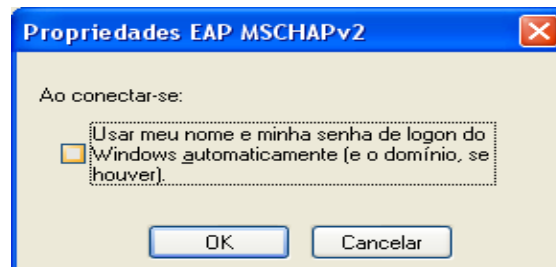 Propriedades EAP MSCHAPv2
Ao conectar-se:
Usar meu nome e minha senha de logon do
Windows automaticamente (e o domínio, se
houver).
OK
Cancelar